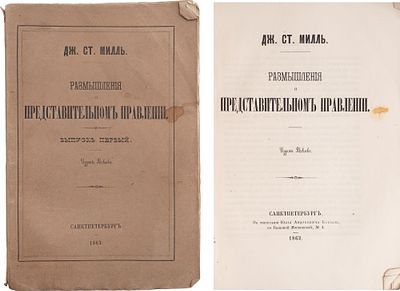 ДЖ. СТ. МИЛЛЬ.
РАЗМЫШЛЕНІЯ
О
ПРЕДСТАВИТЕЛЬНОМЪ ПРАВЛЕНІИ.
ВЫПУСКЪ ПЕРВЫЙ.
САНКТПЕТЕРБУРГЪ.
1863.
ДЖ. СТ. МИЛЛЬ.
РАЗМЫШЛЕНІЯ
О
ПРЕДСТАВИТЕЛЬНОМЪ ПРАВЛЕНІИ.
САНКТПЕТЕРБУРГЪ.
1863.